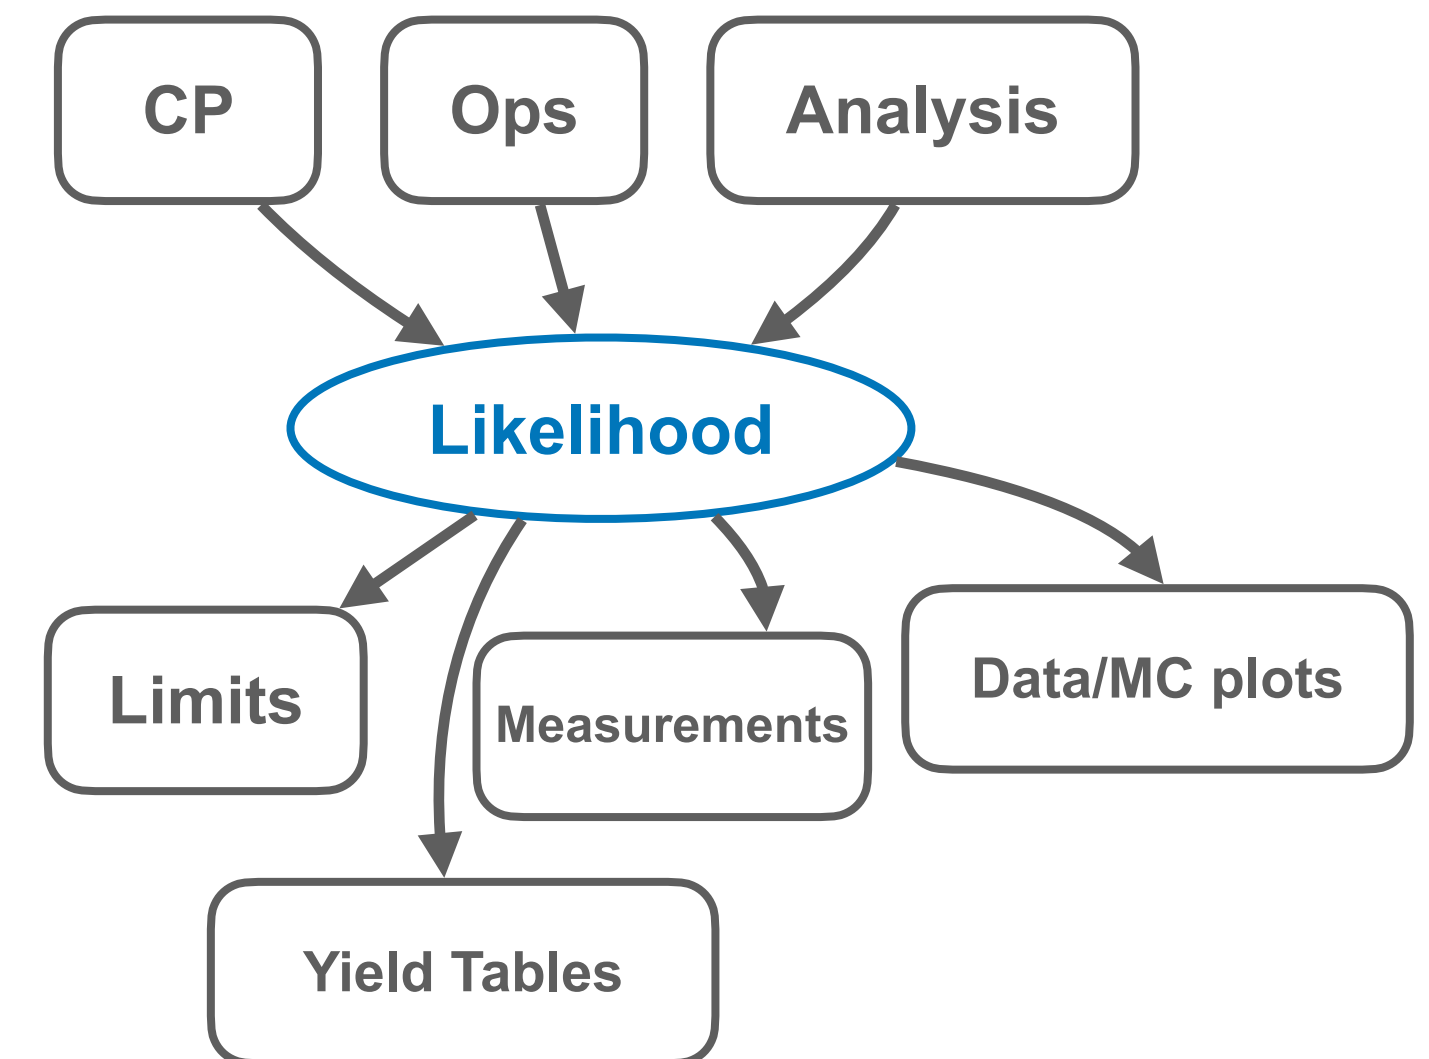 CP
Ops
Analysis
Likelihood
Limits
Measurements
Data/MC plots
Yield Tables